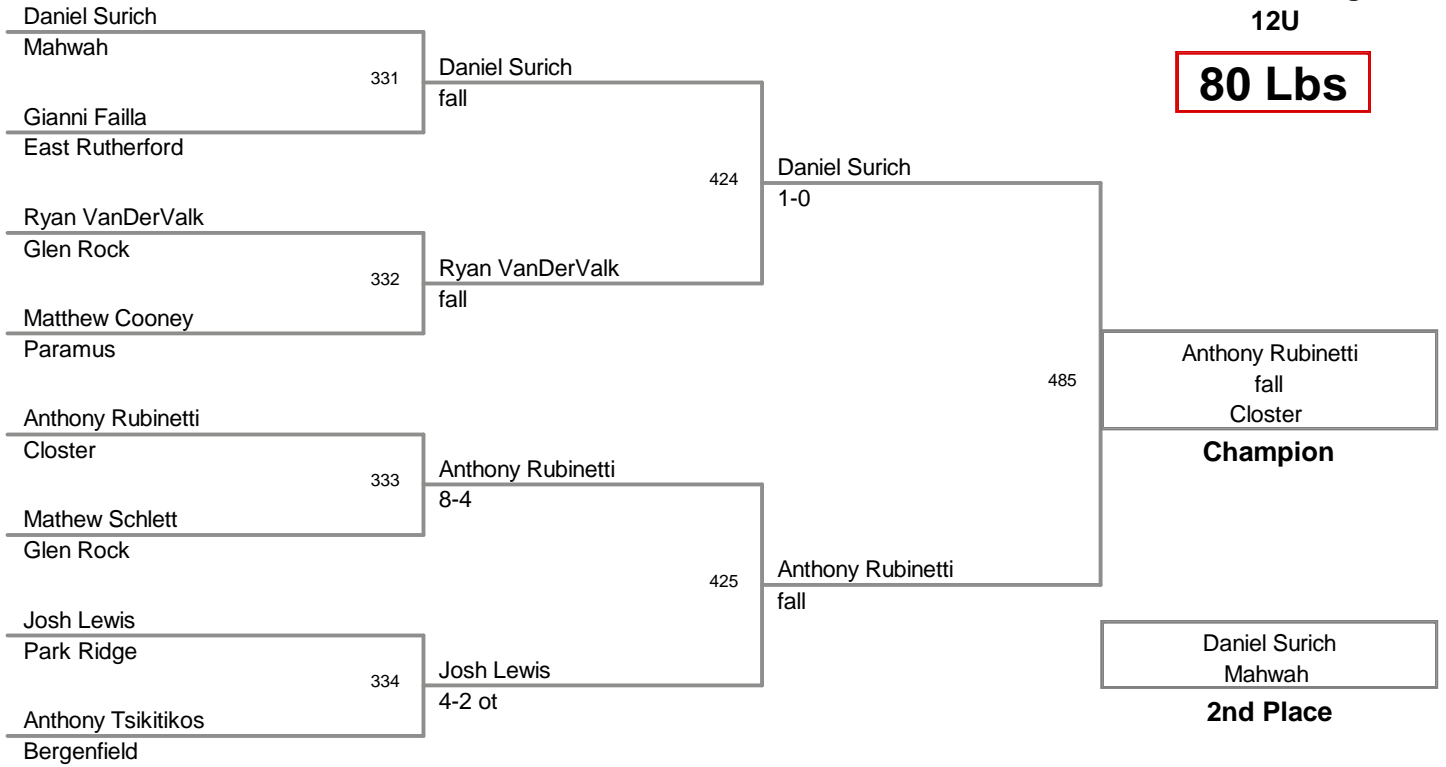 12U
80 Lbs
Daniel Surich
Mahwah
331
Gianni Failla
East Rutherford
Daniel Surich
fall
Ryan VanDerValk
Glen Rock
332
Matthew Cooney
Paramus
Ryan VanDerValk
fall
424
Daniel Surich
1-0
Anthony Rubinetti
Closter
333
Mathew Schlett
Glen Rock
Anthony Rubinetti
8-4
Josh Lewis
Park Ridge
334
Anthony Tsikitikos
Bergenfield
Josh Lewis
4-2 ot
425
Anthony Rubinetti
fall
485
Anthony Rubinetti
fall
Closter
Champion
Daniel Surich
Mahwah
2nd Place